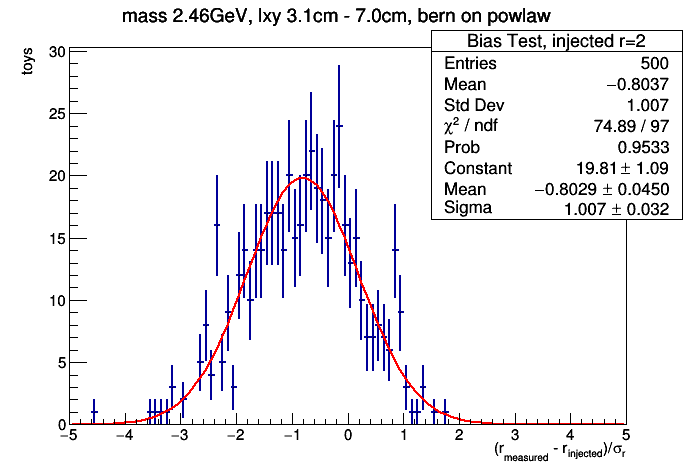 mass 2.46GeV, lxy 3.1cm - 7.0cm, bern on powlaw
Bias Test, injected r=2
Entries 500
Mean −0.8037
Std Dev 1.007
χ² / ndf 74.89 / 97
Prob 0.9533
Constant 19.81 ± 1.09
Mean −0.8029 ± 0.0450
Sigma 1.007 ± 0.032
toys
30
25
20
15
10
5
0
−5 −4 −3 −2 −1 0 1 2 3 4 5
(r_measured - r_injected)/σ_r